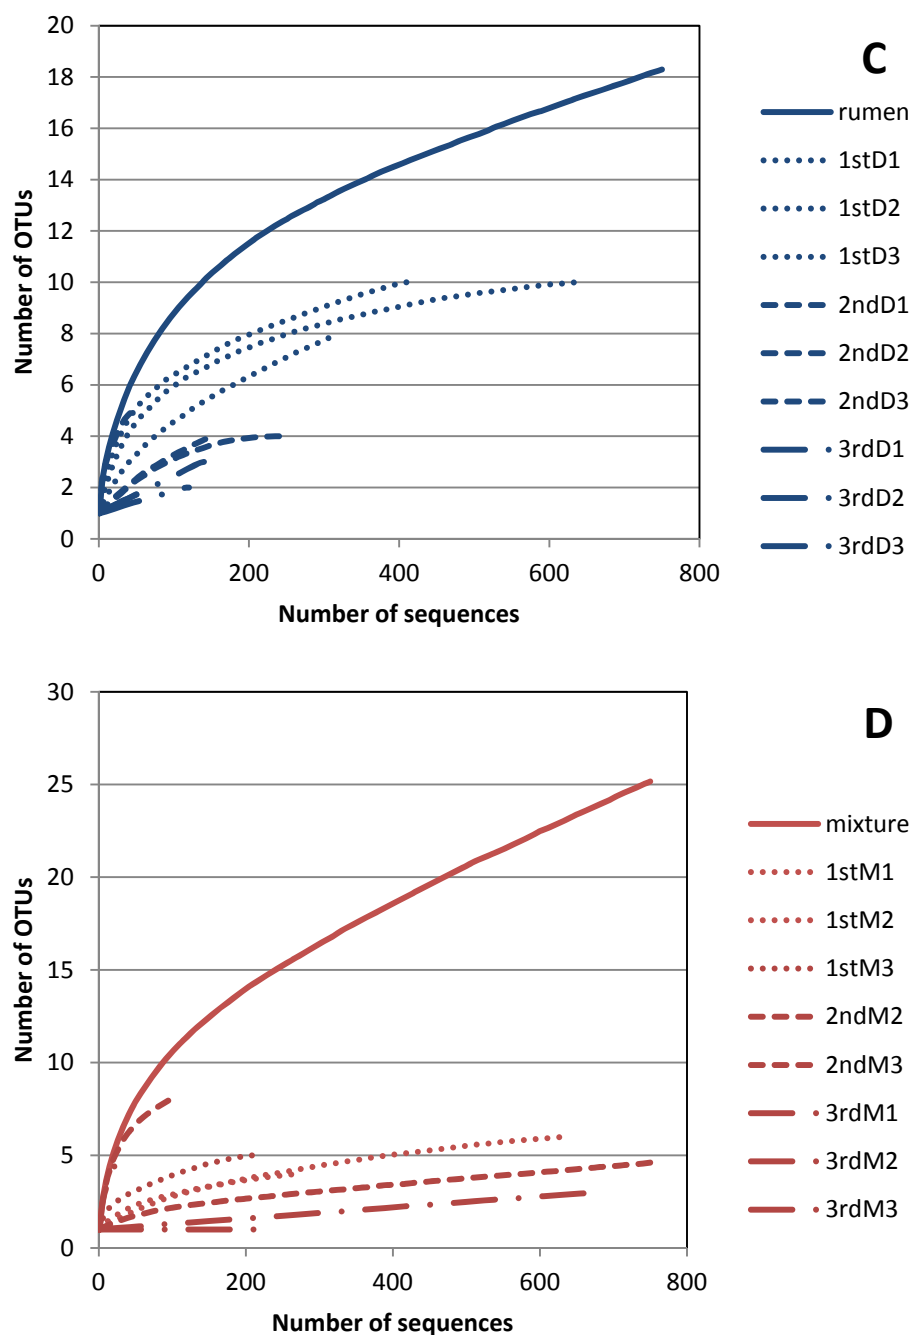 C
20
18
16
14
12
10
8
6
4
2
0
Number of OTUs
0 200 400 600 800
Number of sequences
rumen
1stD1
1stD2
1stD3
2ndD1
2ndD2
2ndD3
3rdD1
3rdD2
3rdD3
D
30
25
20
15
10
5
0
Number of OTUs
0 200 400 600 800
Number of sequences
mixture
1stM1
1stM2
1stM3
2ndM2
2ndM3
3rdM1
3rdM2
3rdM3